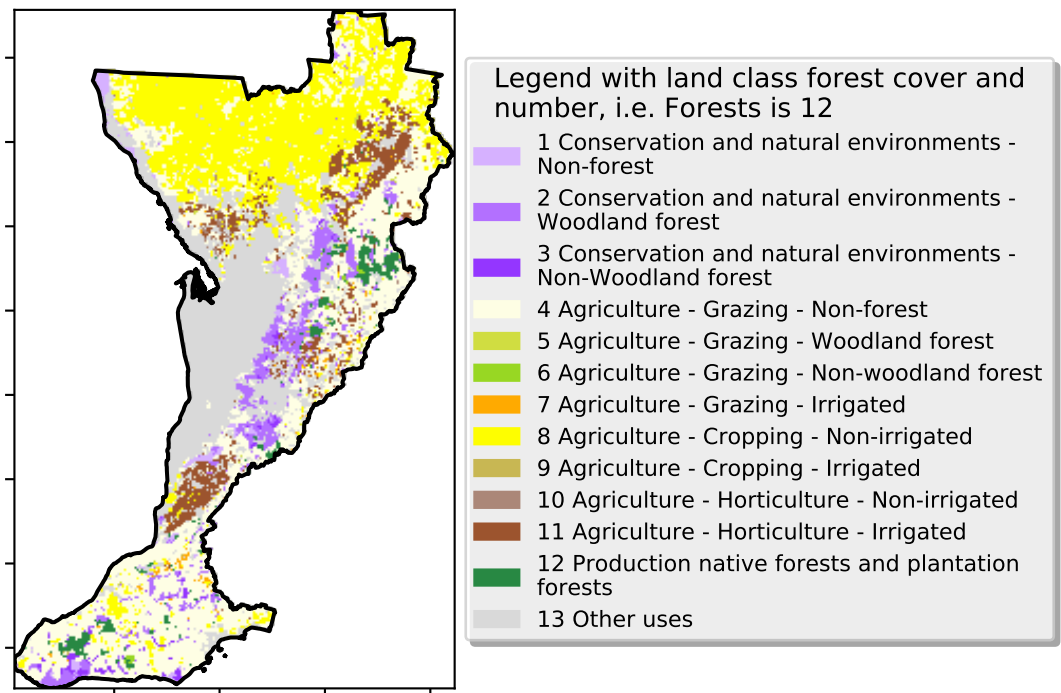 Legend with land class forest cover and
number, i.e. Forests is 12
1 Conservation and natural environments -
Non-forest
2 Conservation and natural environments -
Woodland forest
3 Conservation and natural environments -
Non-Woodland forest
4 Agriculture - Grazing - Non-forest
5 Agriculture - Grazing - Woodland forest
6 Agriculture - Grazing - Non-woodland forest
7 Agriculture - Grazing - Irrigated
8 Agriculture - Cropping - Non-irrigated
9 Agriculture - Cropping - Irrigated
10 Agriculture - Horticulture - Non-irrigated
11 Agriculture - Horticulture - Irrigated
12 Production native forests and plantation
forests
13 Other uses